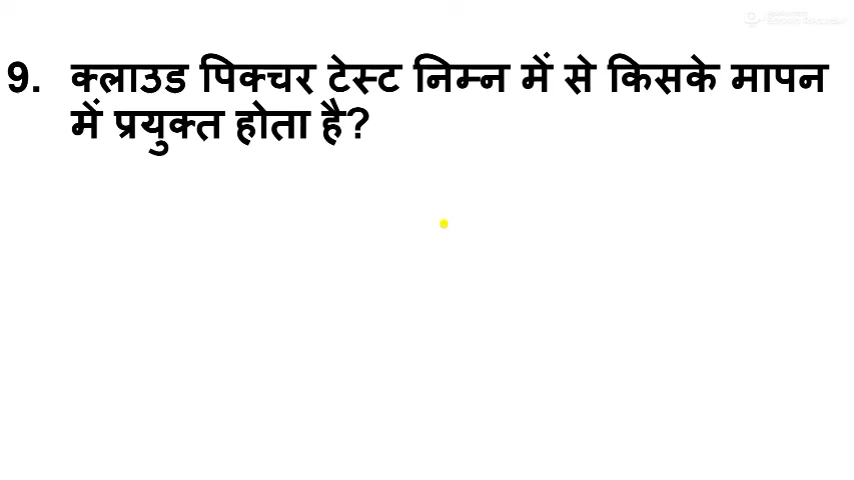 9. क्लाउड पिक्चर टेस्ट निम्न में से किसके मापन
में प्रयुक्त होता है?